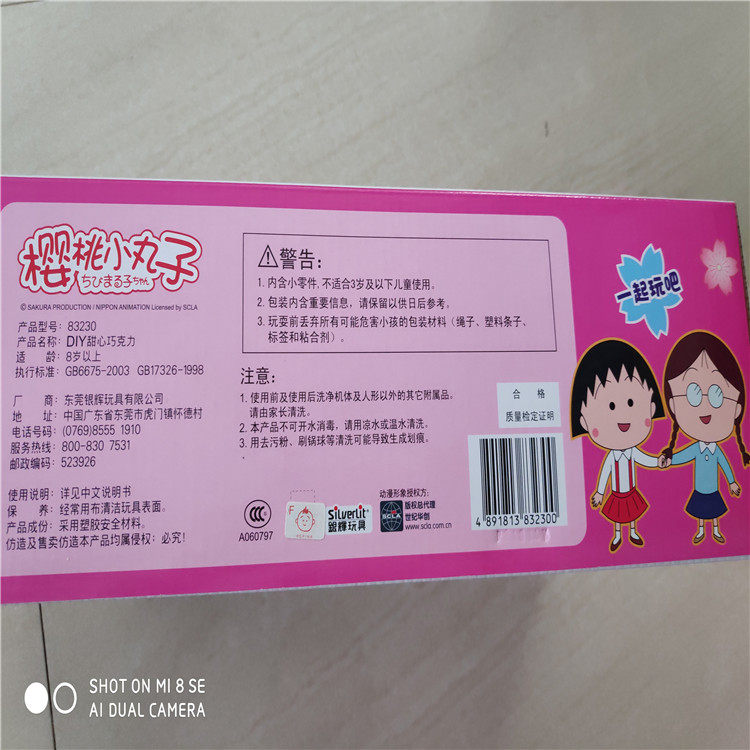 樱桃小丸子
ちびまる子ちゃん
© SAKURA PRODUCTION / NIPPON ANIMATION Licensed by SCLA
产品型号: 83230
产品名称: DIY甜心巧克力
适 龄: 8岁以上
执行标准: GB6675-2003 GB17326-1998
厂 商: 东莞银辉玩具有限公司
地 址: 中国广东省东莞市虎门镇怀德村
电话号码: (0769)8555 1910
服务热线: 800-830 7531
邮政编码: 523926
使用说明: 详见中文说明书
保 养: 经常用布清洁玩具表面。
产品成份: 采用塑胶安全材料。
仿造及售卖仿造本产品均属侵权; 必究!
警告:
1. 内含小零件, 不适合3岁及以下儿童使用。
2. 包装内含重要信息, 请保留以供日后参考。
3. 玩耍前丢弃所有可能危害小孩的包装材料 (绳子、塑料条子、
标签和粘合剂)。
注意:
1. 使用前及使用后洗净机体及人形以外的其它附属品。
请由家长清洗。
2. 本产品不可开水消毒, 请用凉水或温水清洗。
3. 用去污粉、刷锅球等清洗可能导致生成划痕。
CCC
A060797
F
Silverlit
银辉玩具
动漫形象授权方:
SCLA
版权总代理
世纪华创
www.scla.com.cn
合 格
质量检定证明
4 891813 832300
一起玩吧
SHOT ON MI 8 SE
AI DUAL CAMERA